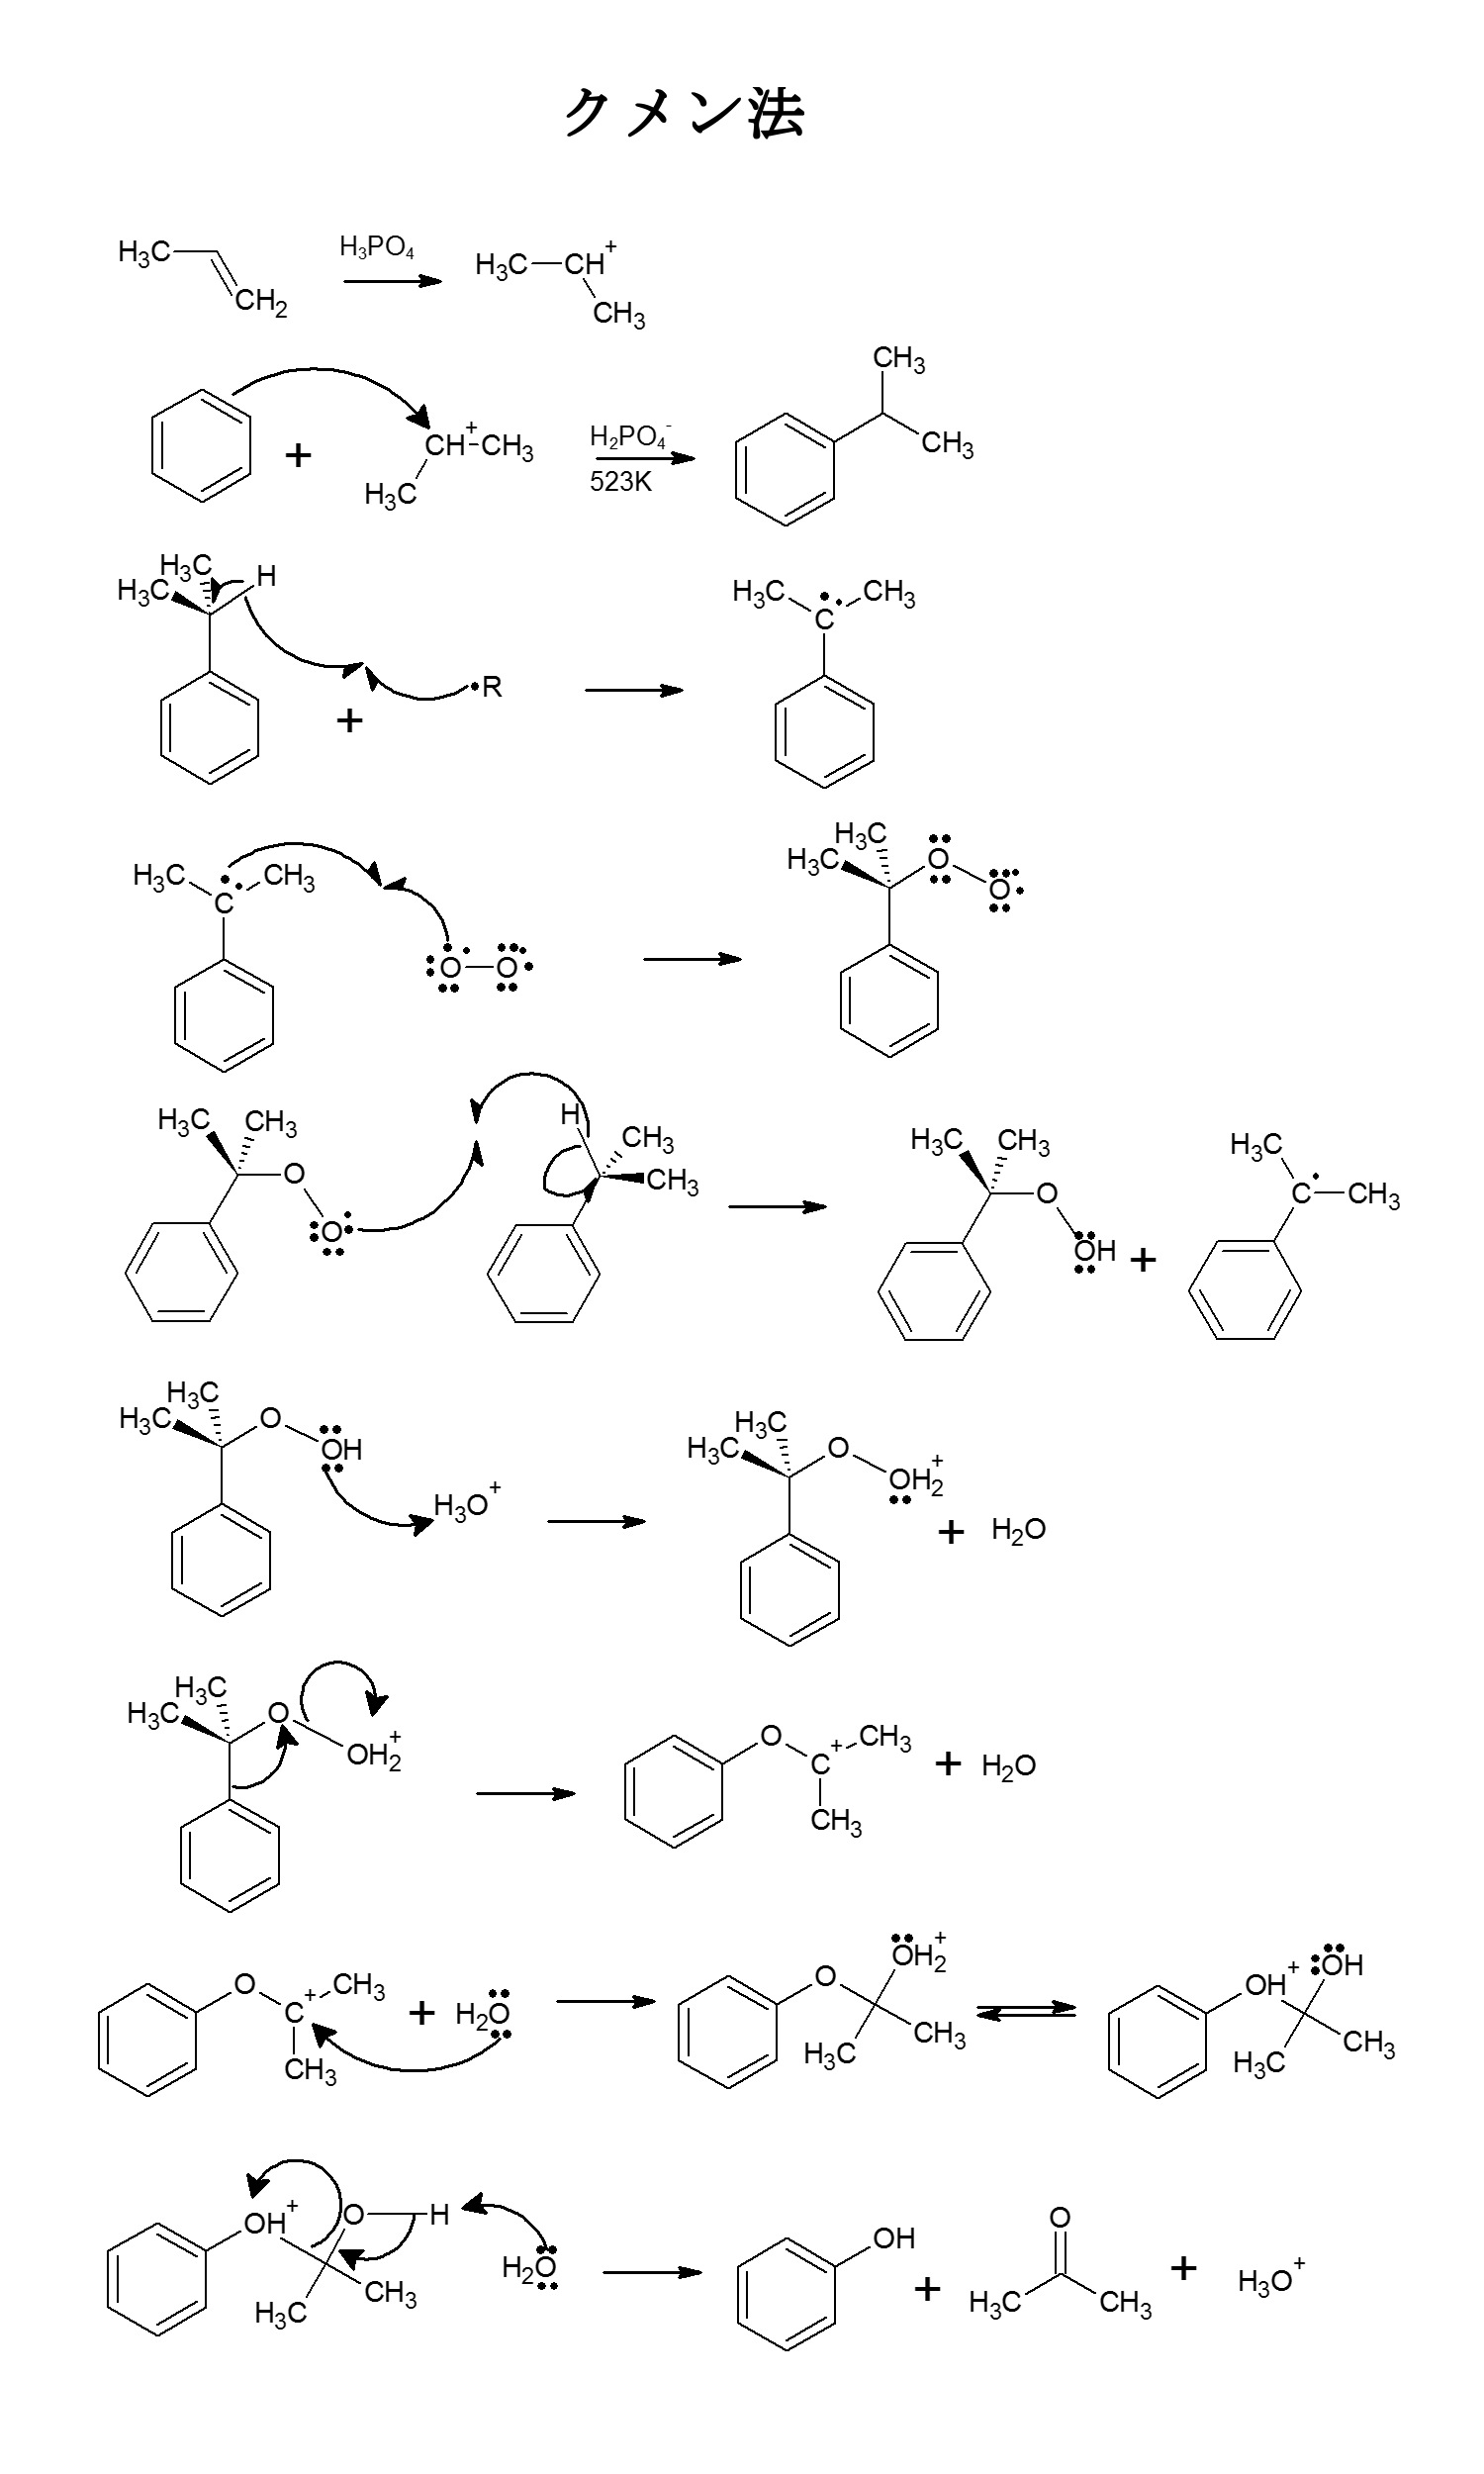 クメン法
H₃C CH₂ H₃PO₄ H₃C CH⁺ CH₃
+ CH⁺ CH₃ H₃C H₂PO₄⁻ 523K CH₃ CH₃
H₃C H₃C H + •R H₃C C CH₃
H₃C C CH₃ O O H₃C H₃C O O
H₃C CH₃ O O H CH₃ CH₃ H₃C CH₃ O OH + H₃C C CH₃
H₃C H₃C O OH H₃O⁺ H₃C H₃C O OH₂⁺ + H₂O
H₃C H₃C O OH₂⁺ O C⁺ CH₃ CH₃ + H₂O
O C⁺ CH₃ CH₃ + H₂O O OH₂⁺ H₃C CH₃ OH⁺ OH H₃C CH₃
OH⁺ O H H₃C CH₃ H₂O OH + O H₃C CH₃ + H₃O⁺